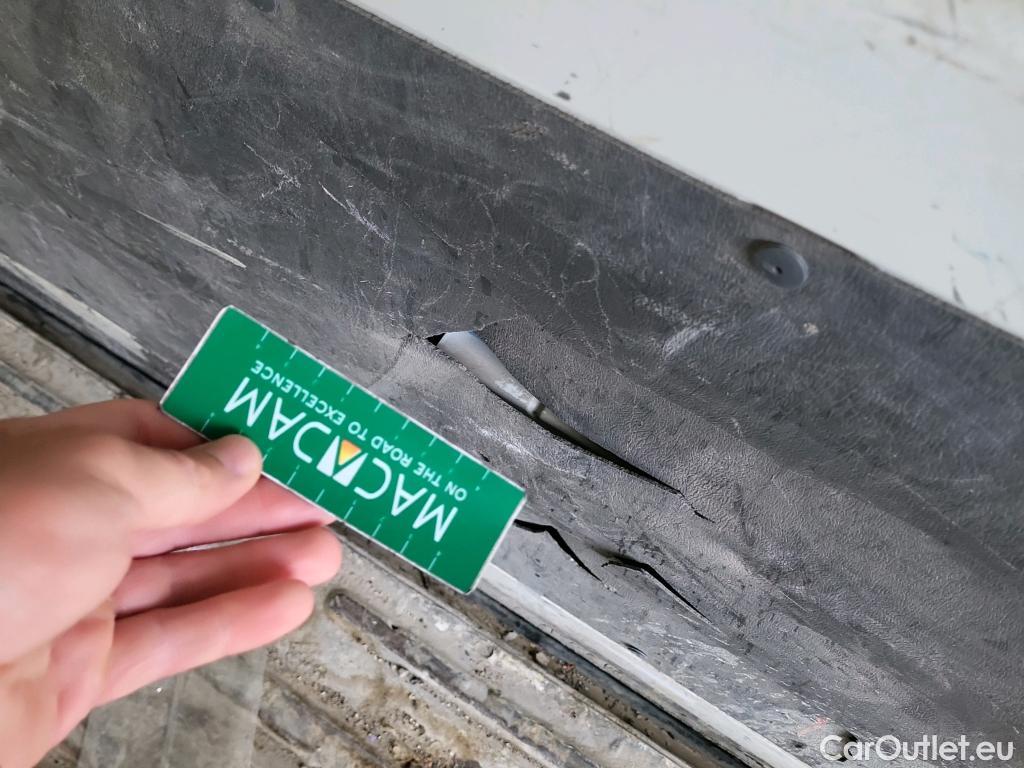 MACADAM
ON THE ROAD TO EXCELLENCE
CarOutlet.eu